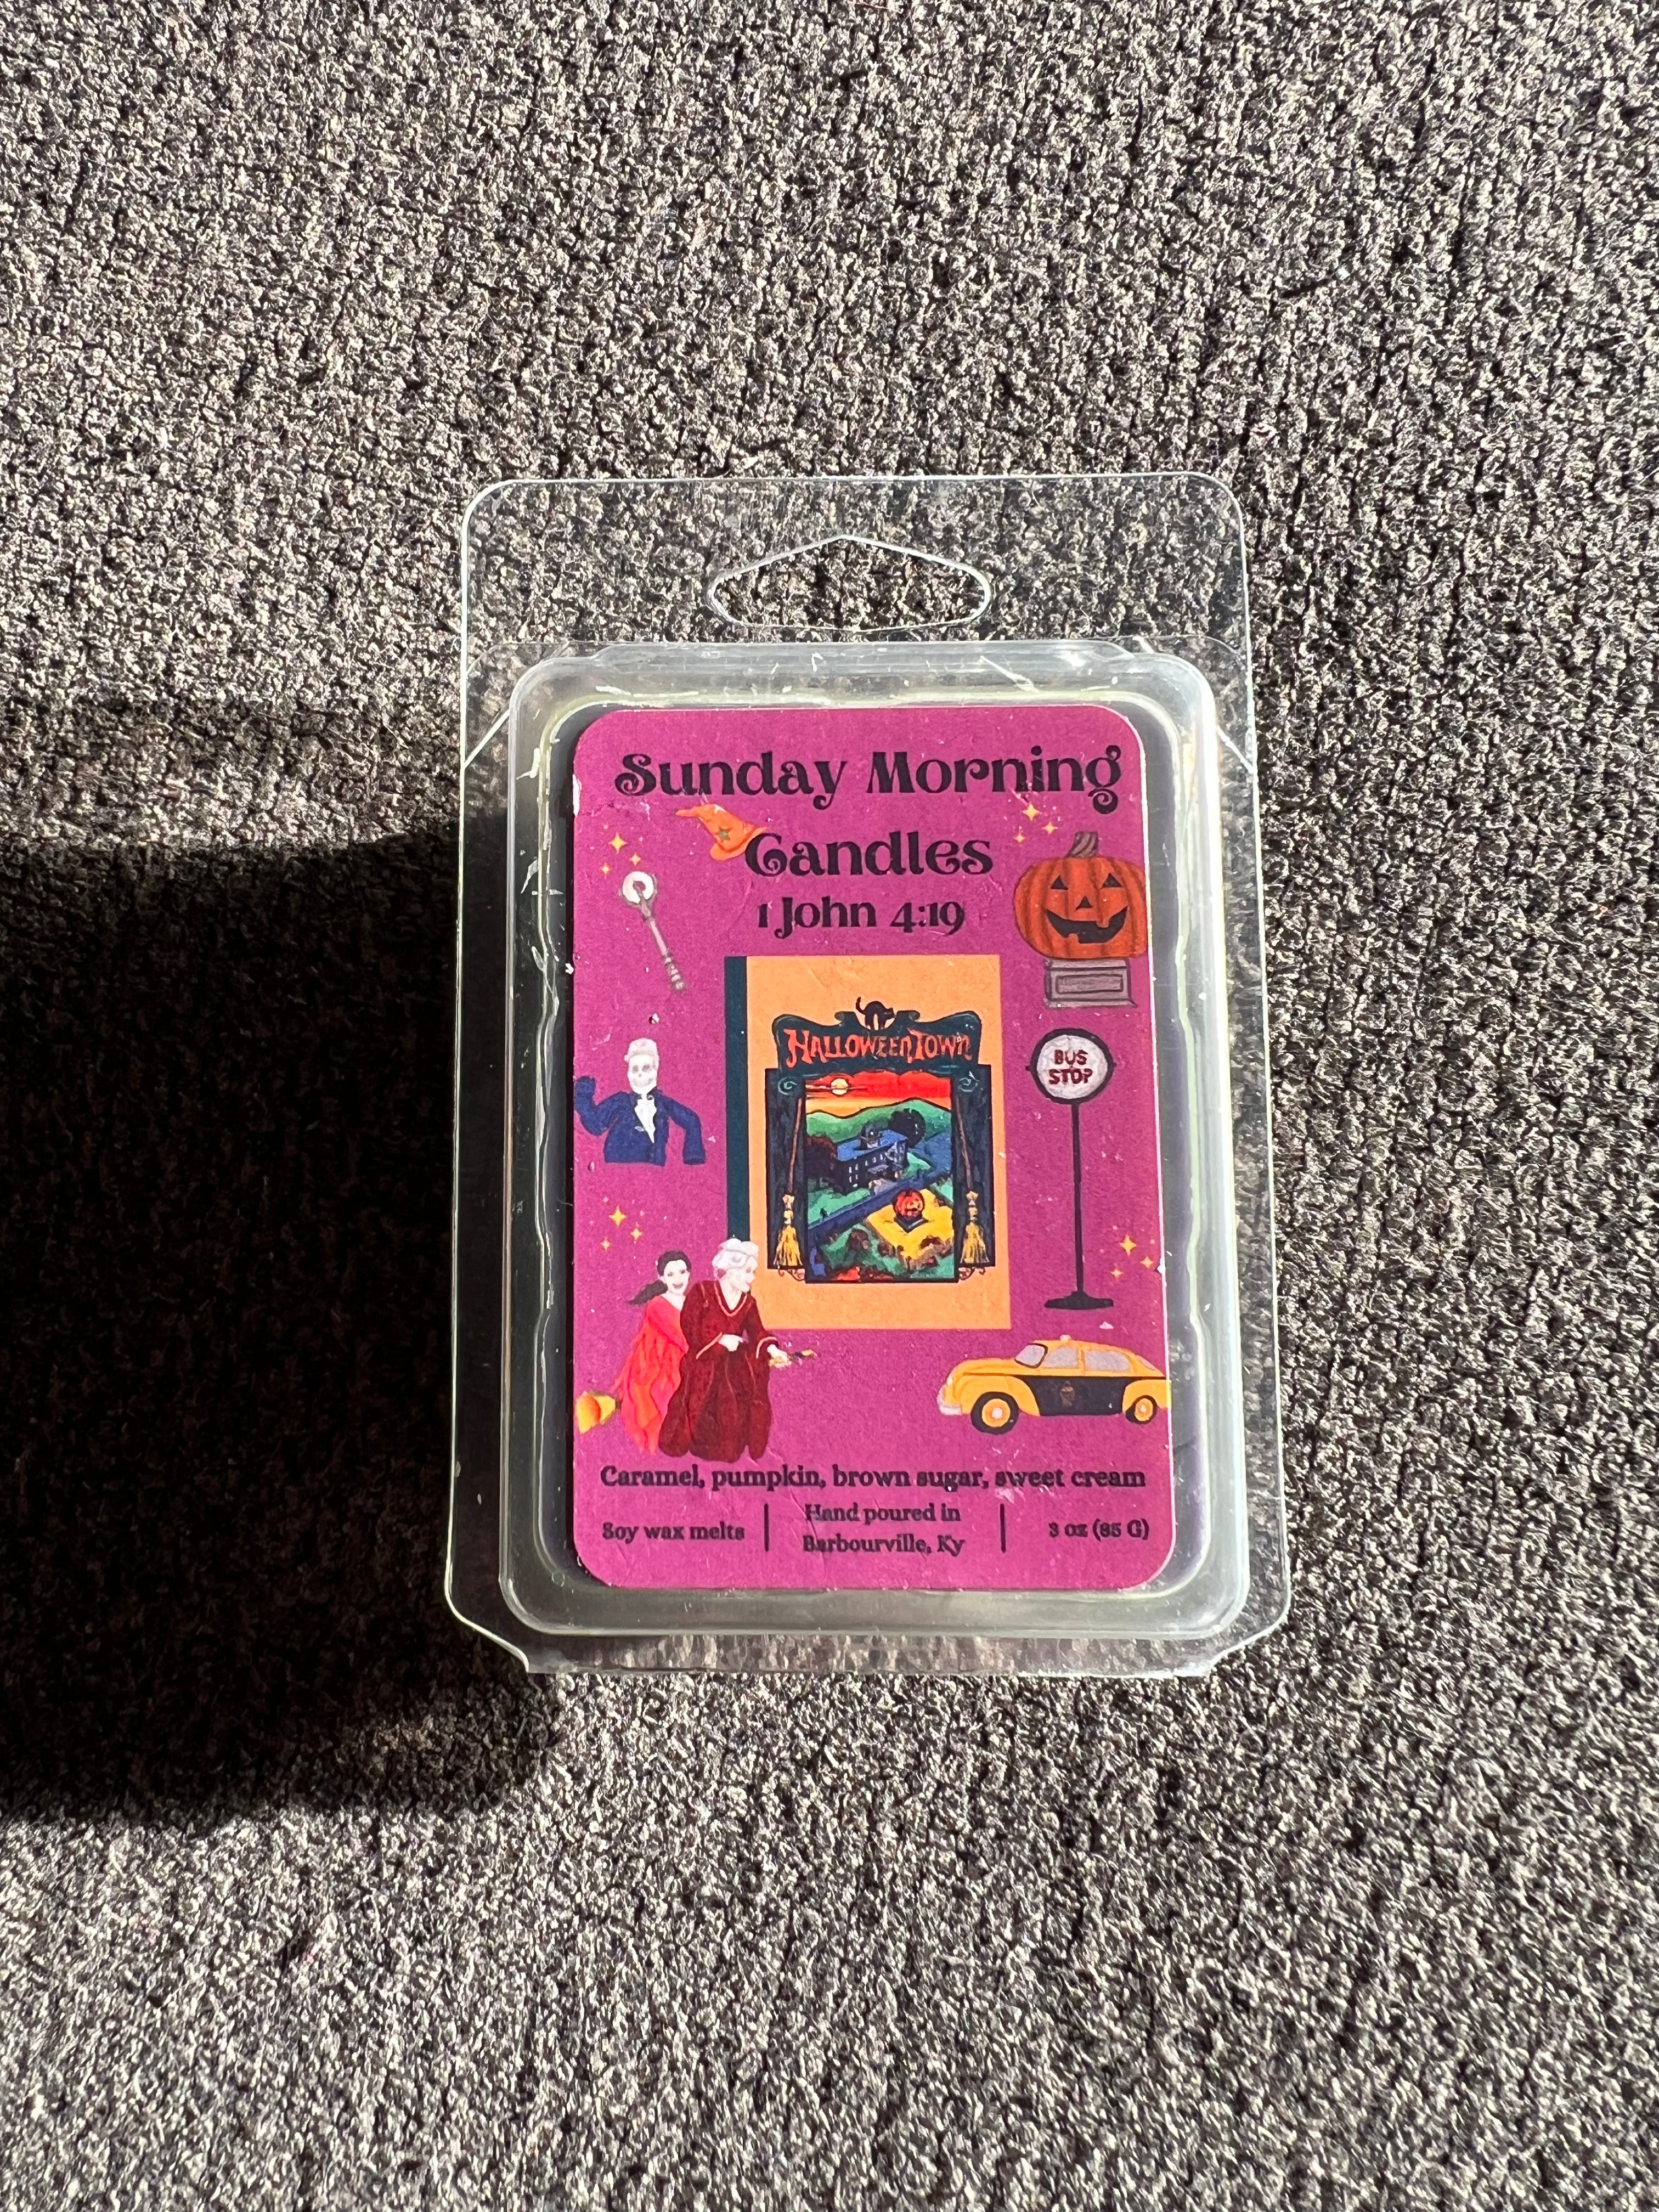 Sunday Morning
Candles
1 John 4:19
HALLOWEENTOWN
BUS
STOP
Caramel, pumpkin, brown sugar, sweet cream
Soy wax melts
Hand poured in
Barbourville, Ky
3 oz (85 G)